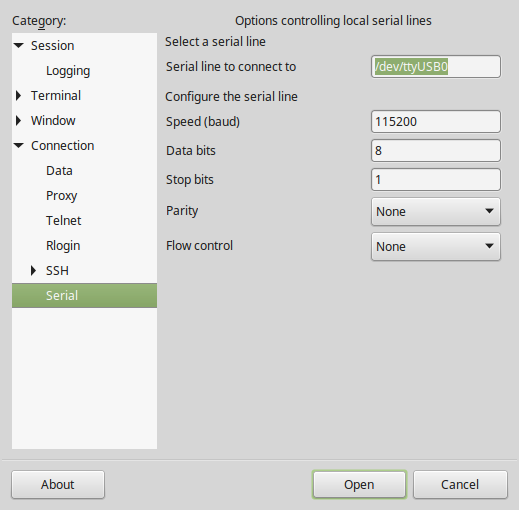 Category:
Session
Logging
Terminal
Window
Connection
Data
Proxy
Telnet
Rlogin
SSH
Serial
Options controlling local serial lines
Select a serial line
Serial line to connect to /dev/ttyUSB0
Configure the serial line
Speed (baud) 115200
Data bits 8
Stop bits 1
Parity None
Flow control None
About Open Cancel